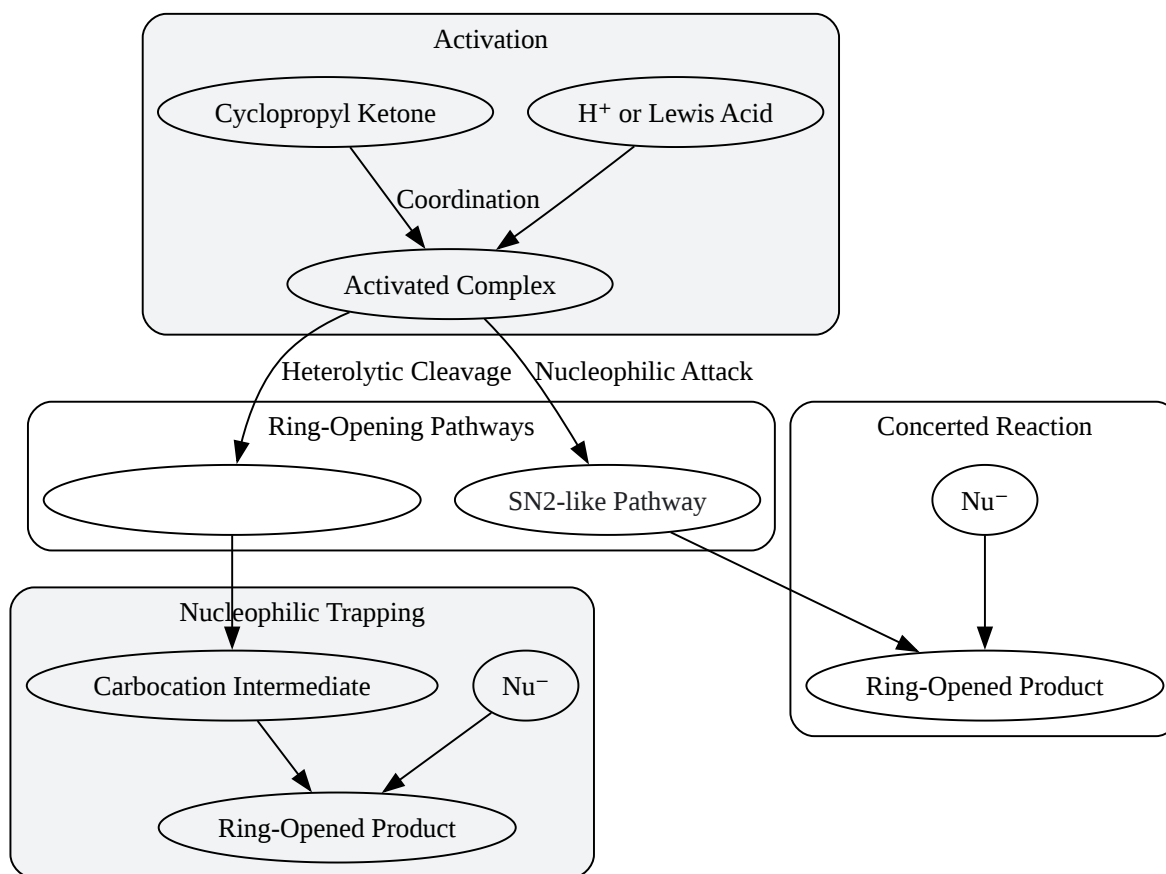 Activation
Cyclopropyl Ketone
H⁺ or Lewis Acid
Coordination
Activated Complex
Heterolytic Cleavage
Nucleophilic Attack
Ring-Opening Pathways
SN2-like Pathway
Concerted Reaction
Nu⁻
Nucleophilic Trapping
Carbocation Intermediate
Nu⁻
Ring-Opened Product
Ring-Opened Product